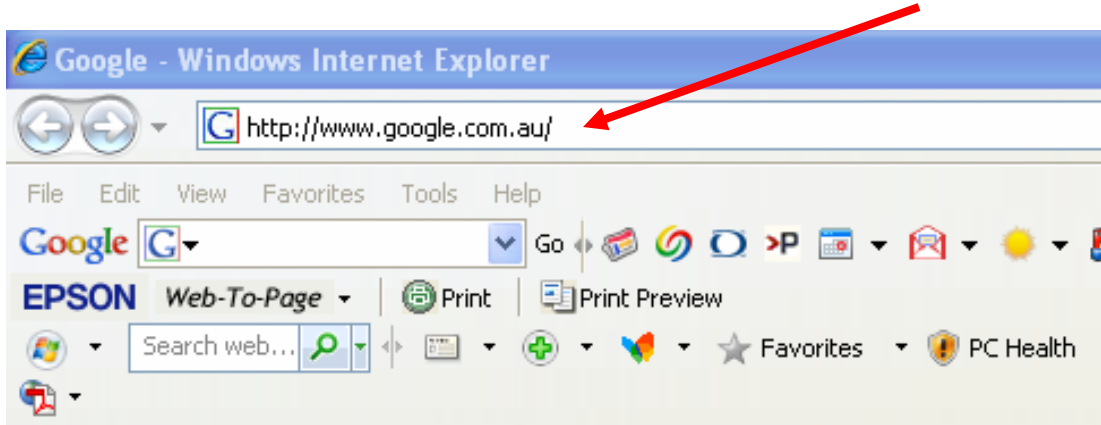 Google - Windows Internet Explorer
G http://www.google.com.au/
File Edit View Favorites Tools Help
Google G Go >P
EPSON Web-To-Page Print Print Preview
Search web... Favorites PC Health